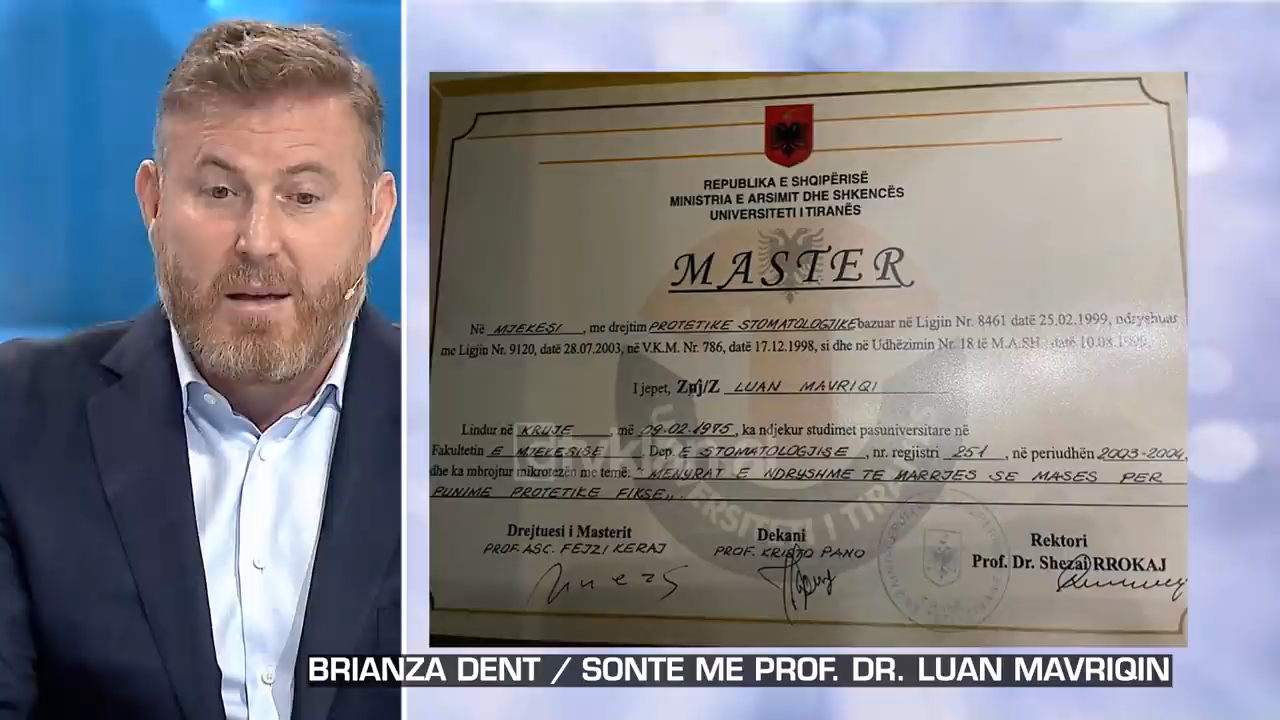 REPUBLIKA E SHQIPËRISË
MINISTRIA E ARSIMIT DHE SHKENCËS
UNIVERSITETI I TIRANËS
MASTER
Në MJEKESI , me drejtim PROTETIKE STOMATOLOGJIKE bazuar në Ligjin Nr. 8461 datë 25.02.1999, ndryshuar
me Ligjin Nr. 9120, datë 28.07.2003, në V.K.M. Nr. 786, datë 17.12.1998, si dhe në Udhëzimin Nr. 18 të M.A.SH. datë 10.08.
I jepet, Znj/Z LUAN MAVRIQI
Lindur në KRUJE më 09-02-1975, ka ndjekur studimet pasuniversitare në
Fakultetin E MJEKESISE , Dep. E STOMATOLOGJISE , nr. regjistri 251 , në periudhën 2003-2004,
dhe ka mbrojtur mikrotezën me temë: MENYRAT E NDRYSHME TE MARRJES SE MASES PER
PUNIME PROTETIKE FIKSE,,.
Drejtuesi i Masterit
PROF. ASC. FEJZI KERAJ
Dekani
PROF. KRISTO PANO
Rektori
Prof. Dr. Shezai RROKAJ
BRIANZA DENT / SONTE ME PROF. DR. LUAN MAVRIQIN